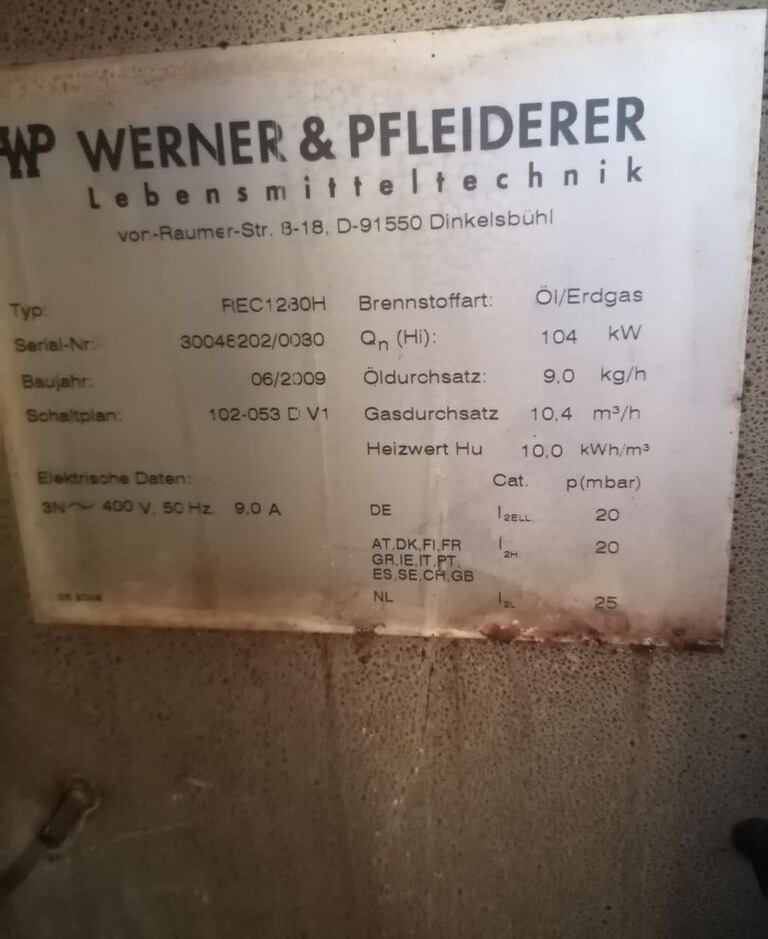 WP WERNER & PFLEIDERER
Lebensmitteltechnik
von-Raumer-Str. 8-18, D-91550 Dinkelsbühl
Typ: REC1280H Brennstoffart: Öl/Erdgas
Serial-Nr: 30048202/0030 Qn (Hi): 104 kW
Baujahr: 06/2009 Öldurchsatz: 9,0 kg/h
Schaltplan: 102-053 D V1 Gasdurchsatz 10,4 m³/h
Heizwert Hu 10,0 kWh/m³
Elektrische Daten: Cat. p(mbar)
3N~ 400 V, 50 Hz. 9,0 A DE I2ELL 20
AT,DK,FI,FR I2H 20
GR,IE,IT,PT,
ES,SE,CH,GB
NL I2L 25